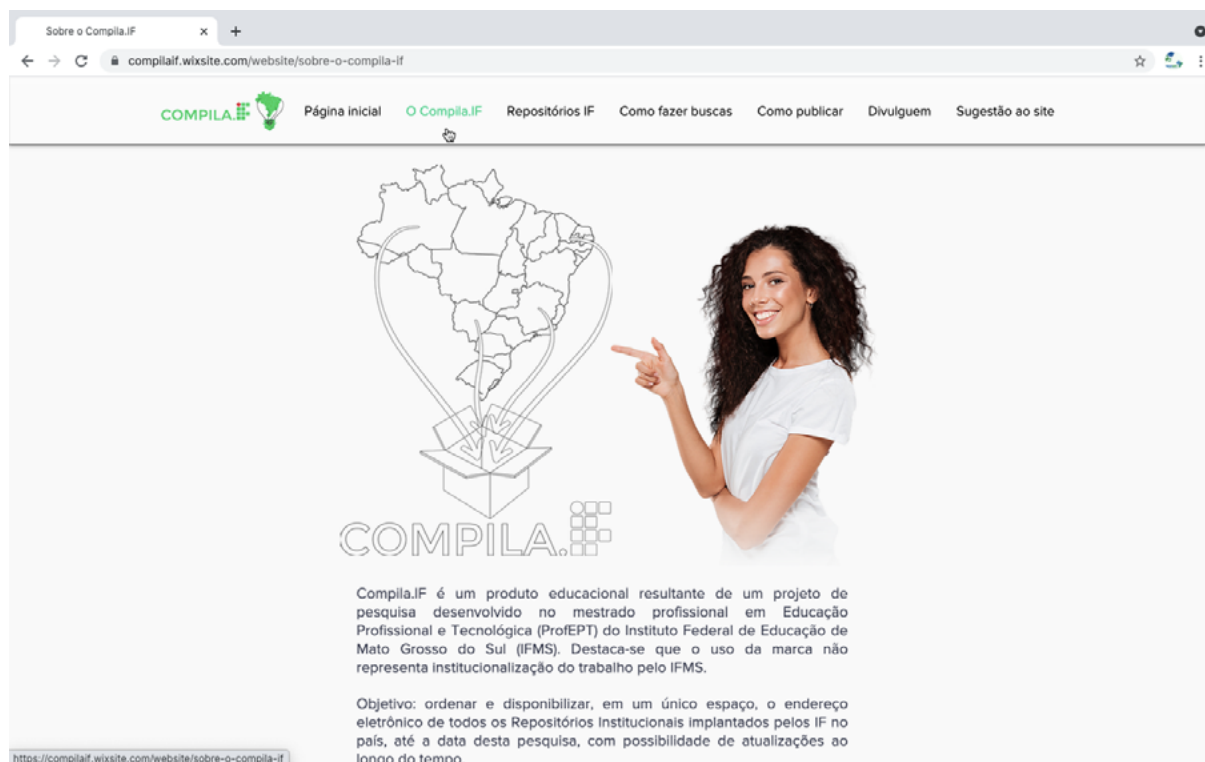 Sobre o Compila.IF
compilaif.wixsite.com/website/sobre-o-compila-if
COMPILA.IF
Página inicial
O Compila.IF
Repositórios IF
Como fazer buscas
Como publicar
Divulguem
Sugestão ao site
COMPILA.IF
Compila.IF é um produto educacional resultante de um projeto de
pesquisa desenvolvido no mestrado profissional em Educação
Profissional e Tecnológica (ProfEPT) do Instituto Federal de Educação de
Mato Grosso do Sul (IFMS). Destaca-se que o uso da marca não
representa institucionalização do trabalho pelo IFMS.
Objetivo: ordenar e disponibilizar, em um único espaço, o endereço
eletrônico de todos os Repositórios Institucionais implantados pelos IF no
país, até a data desta pesquisa, com possibilidade de atualizações ao
longo do tempo.
https://compilaif.wixsite.com/website/sobre-o-compila-if